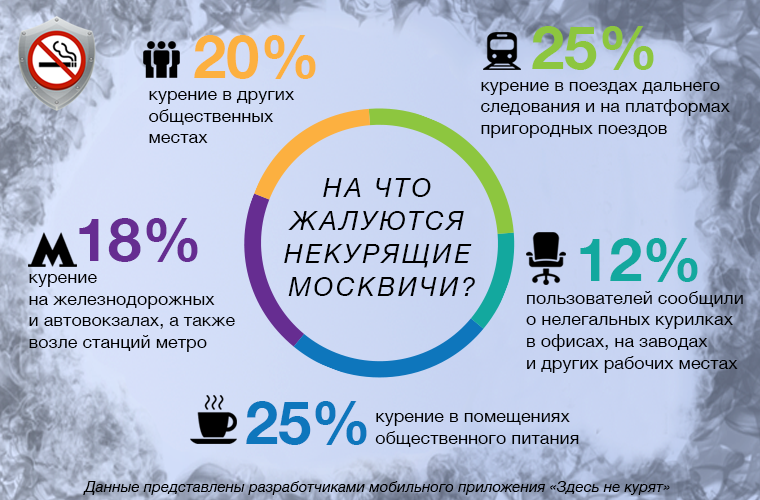 20%
курение в других
общественных
местах
25%
курение в поездах дальнего
следования и на платформах
пригородных поездов
НА ЧТО
ЖАЛУЮТСЯ
НЕКУРЯЩИЕ
МОСКВИЧИ?
М 18%
курение
на железнодорожных
и автовокзалах, а также
возле станций метро
12%
пользователей сообщили
о нелегальных курилках
в офисах, на заводах
и других рабочих местах
25%
курение в помещениях
общественного питания
Данные представлены разработчиками мобильного приложения «Здесь не курят»